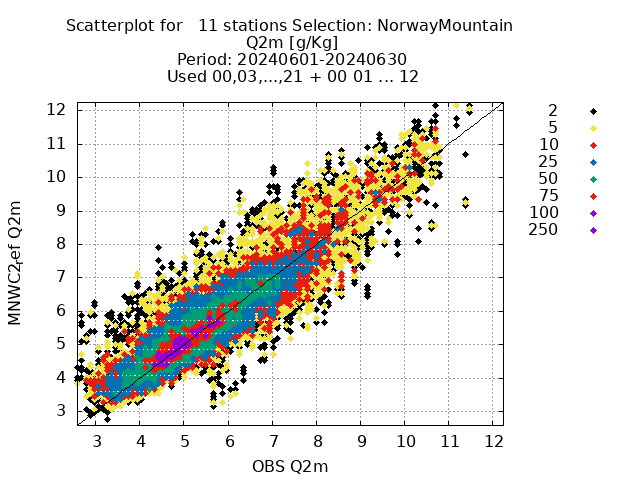 Scatterplot for   11 stations Selection: NorwayMountain
Q2m [g/Kg]
Period: 20240601-20240630
Used 00,03,...,21 + 00 01 ... 12
12
11
10
9
8
7
6
5
4
3
MNWC2ref Q2m
3 4 5 6 7 8 9 10 11 12
OBS Q2m
2
5
10
25
50
75
100
250